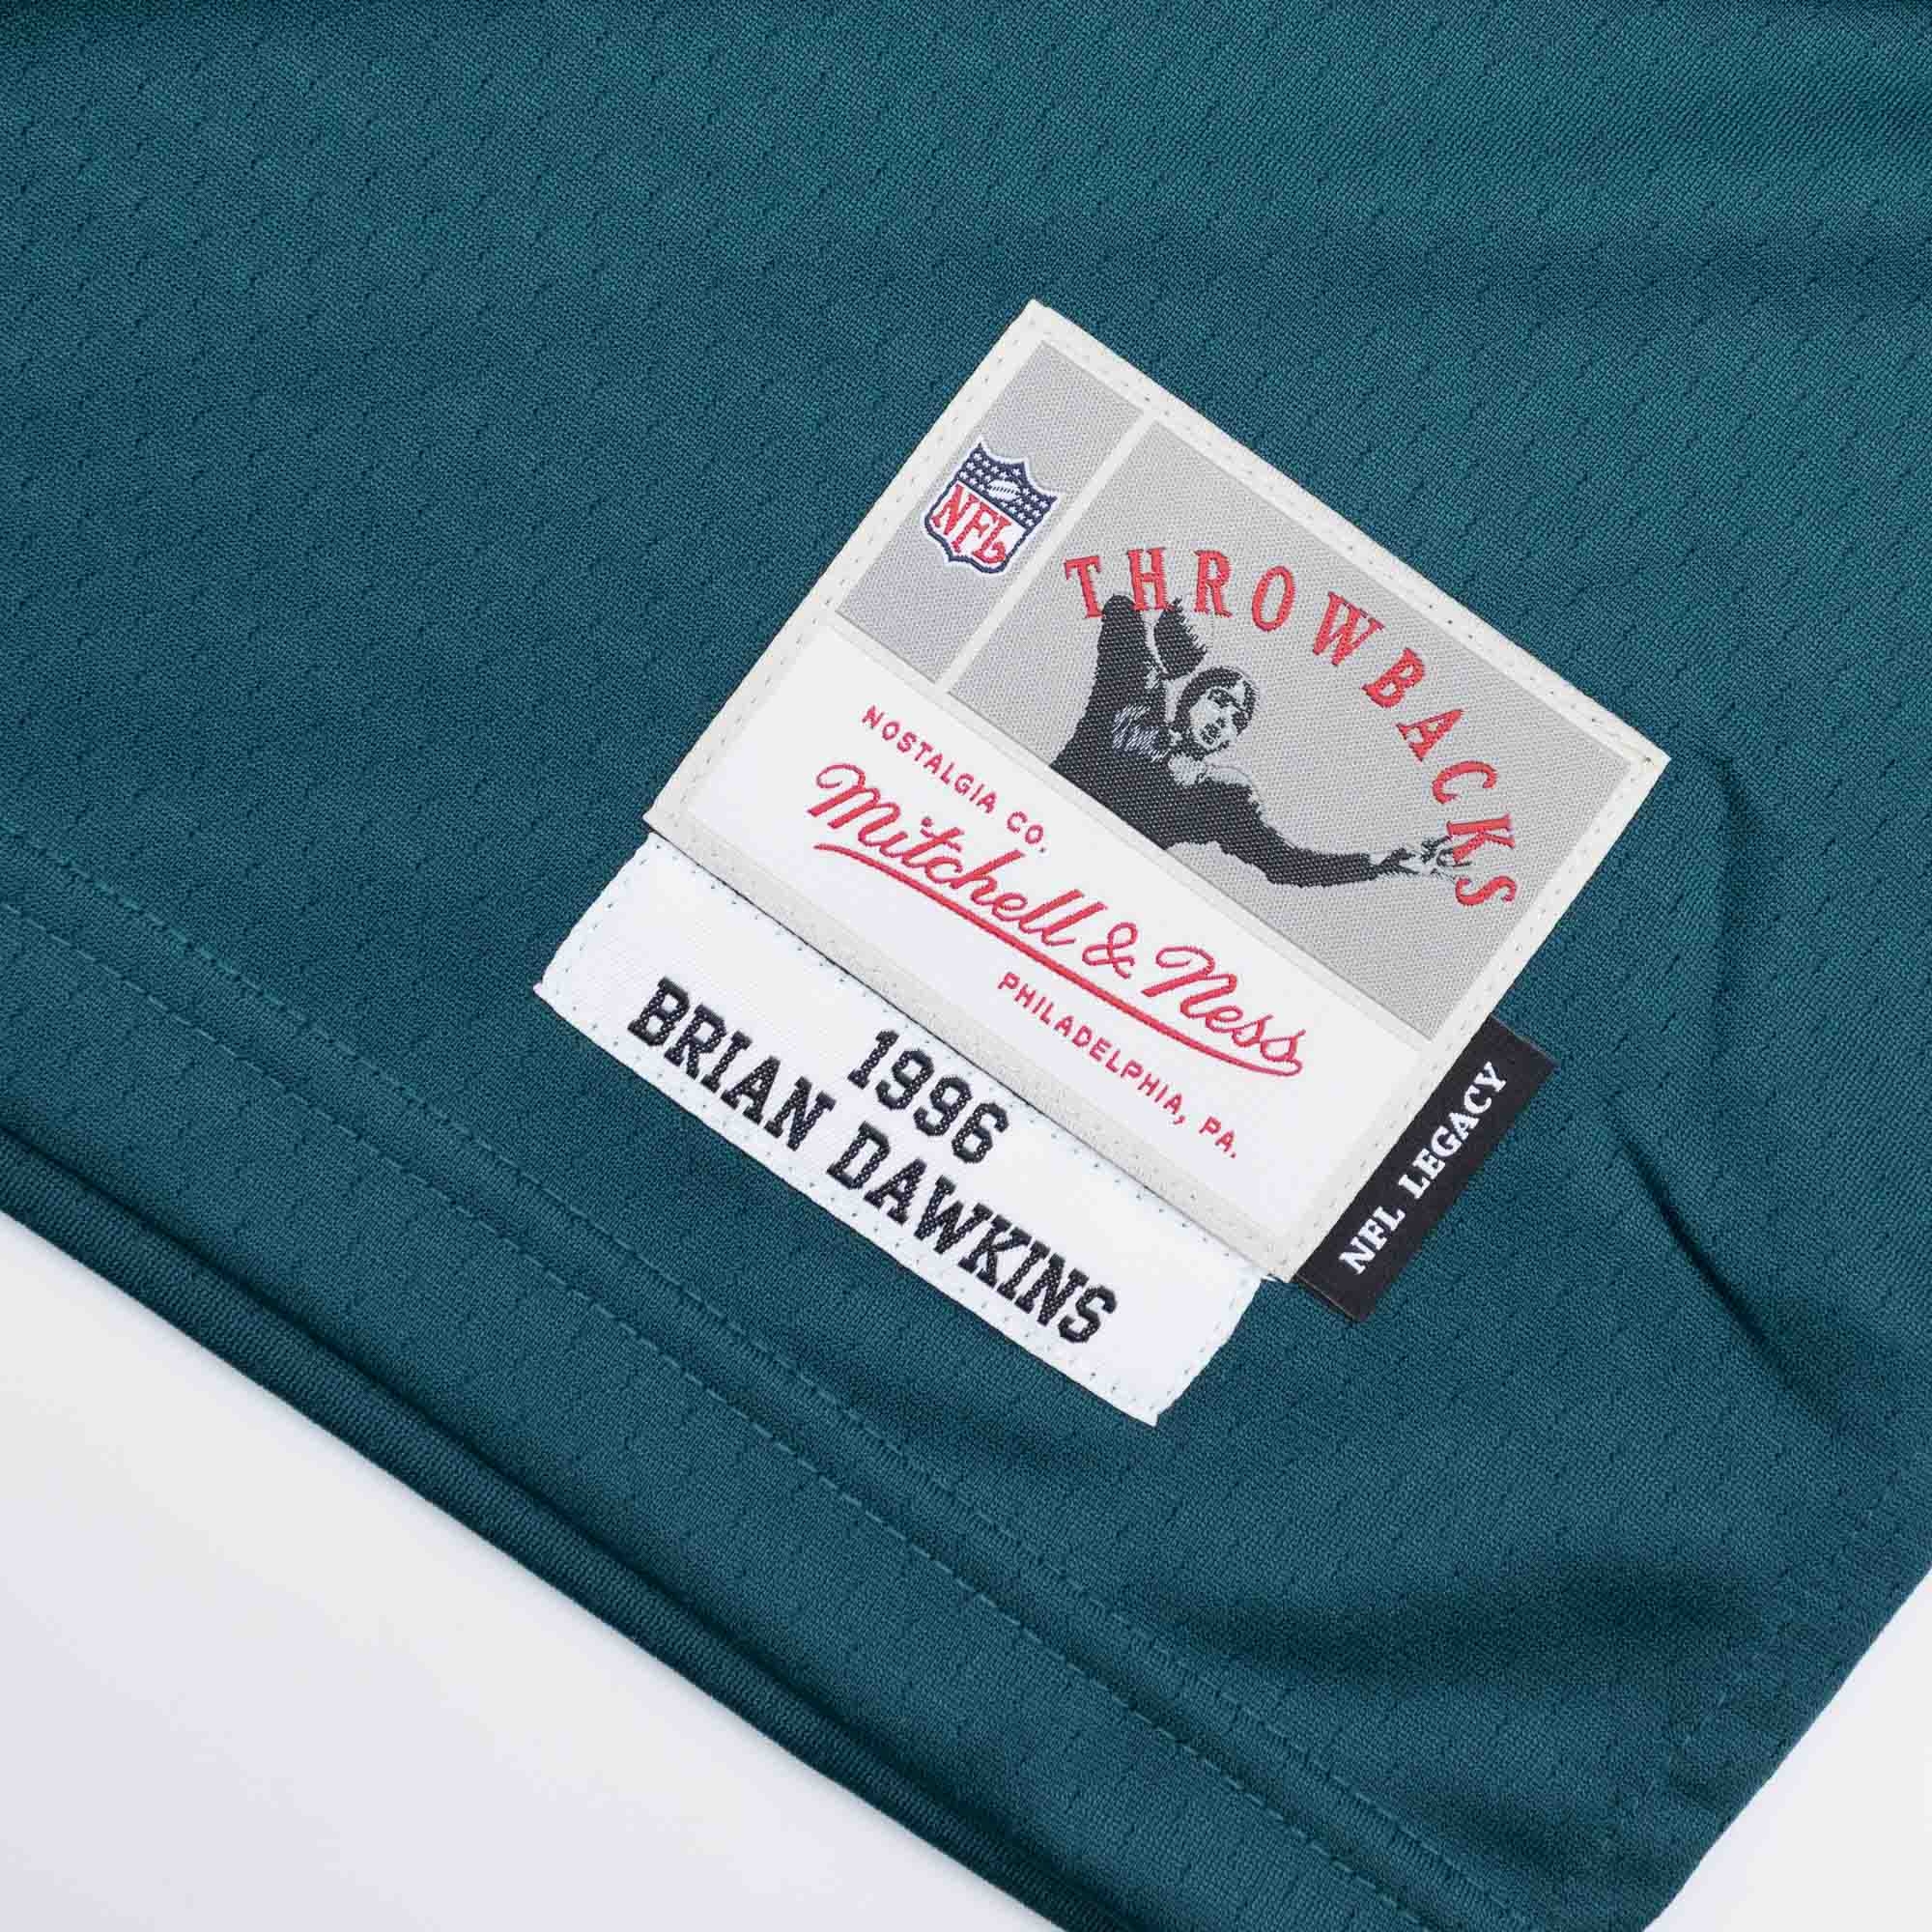 NFL
THROWBACKS
NOSTALGIA CO.
Mitchell & Ness
PHILADELPHIA, PA.
1996
BRIAN DAWKINS
NFL LEGACY